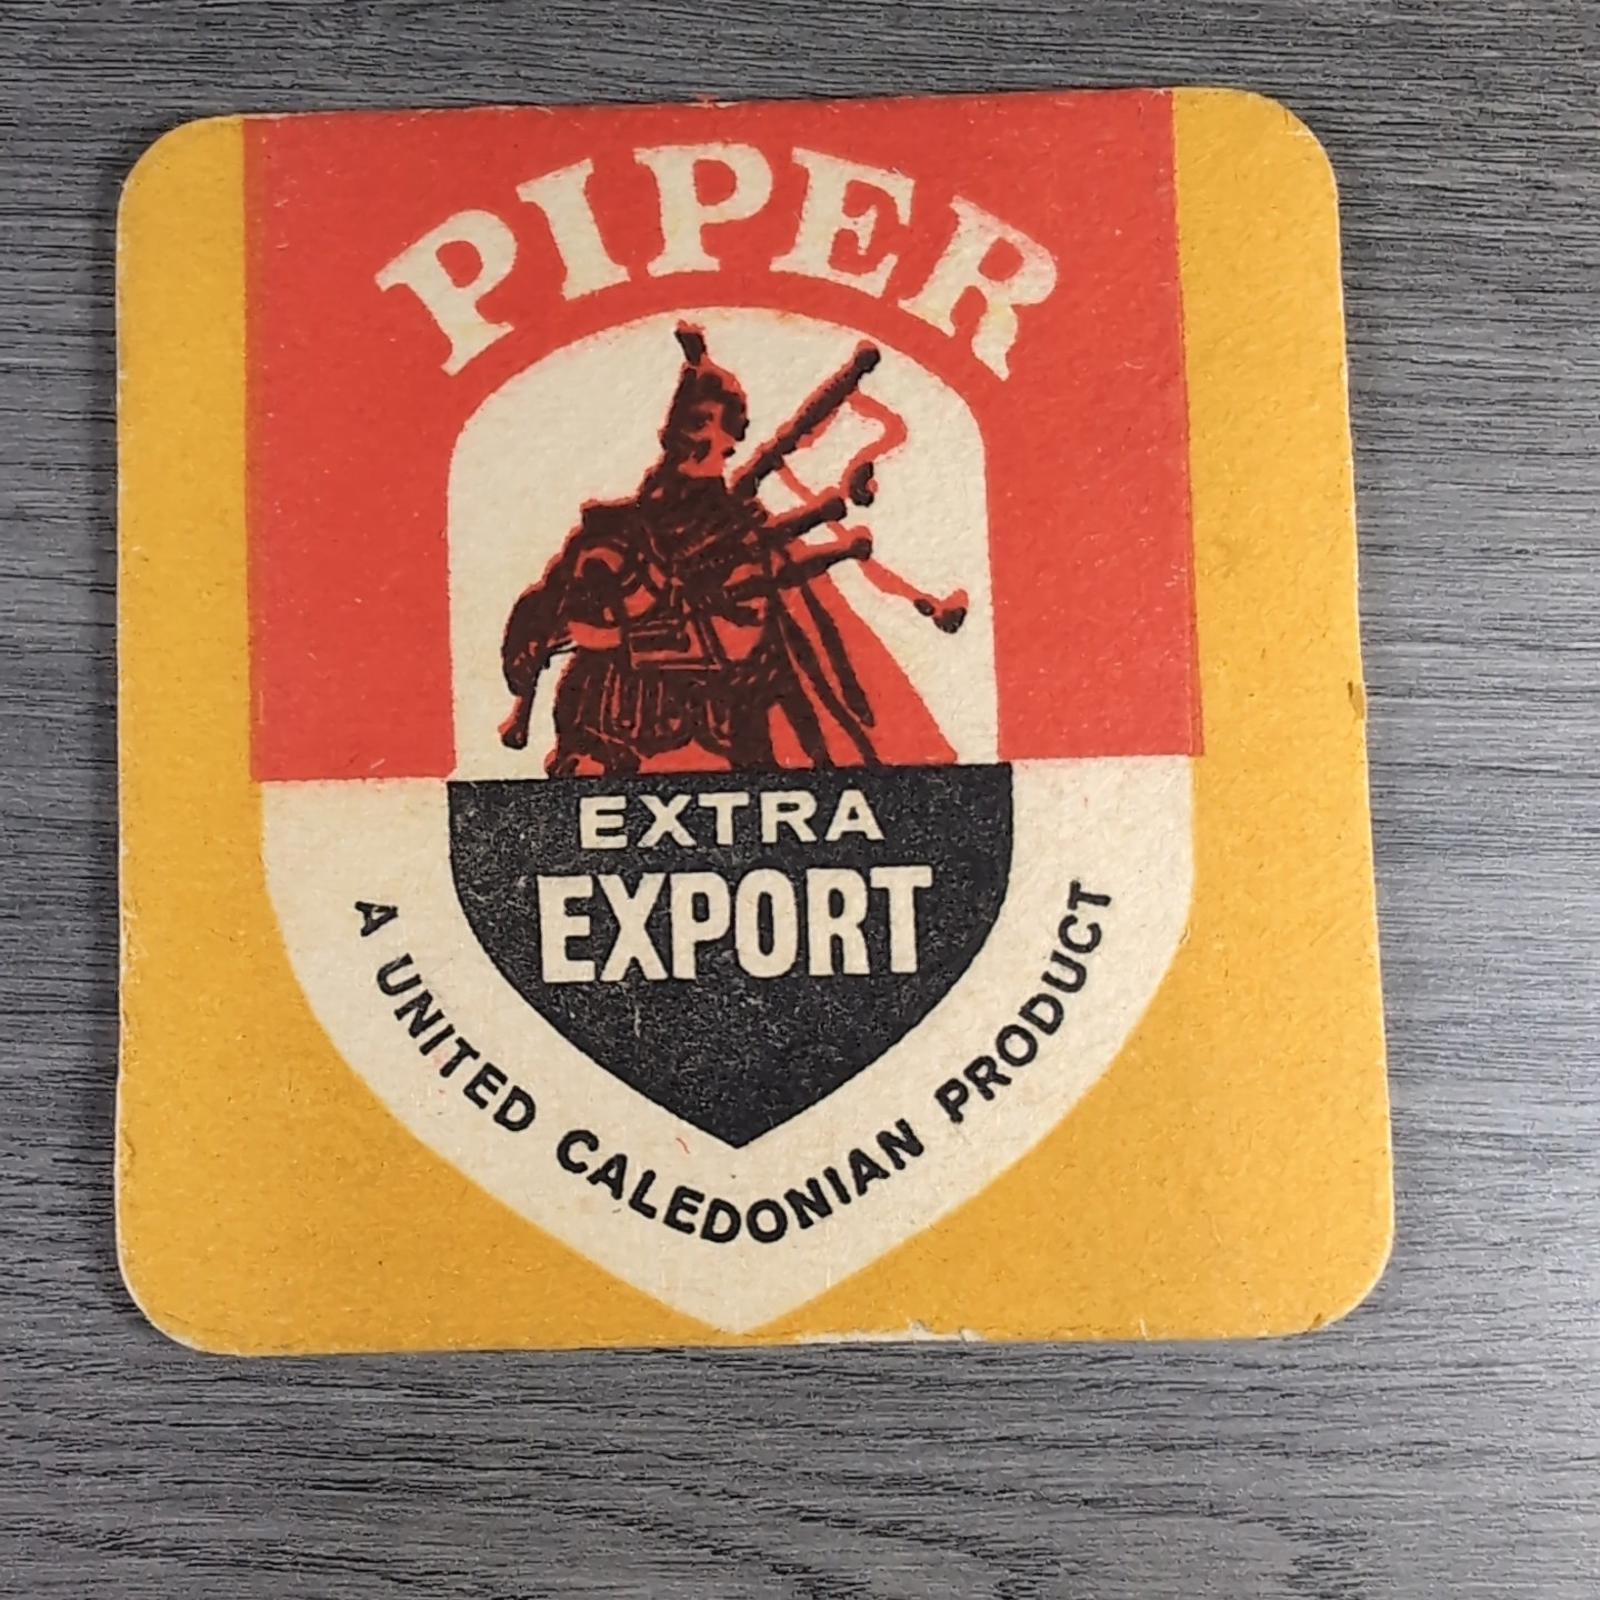 PIPER
EXTRA
EXPORT
A UNITED CALEDONIAN PRODUCT